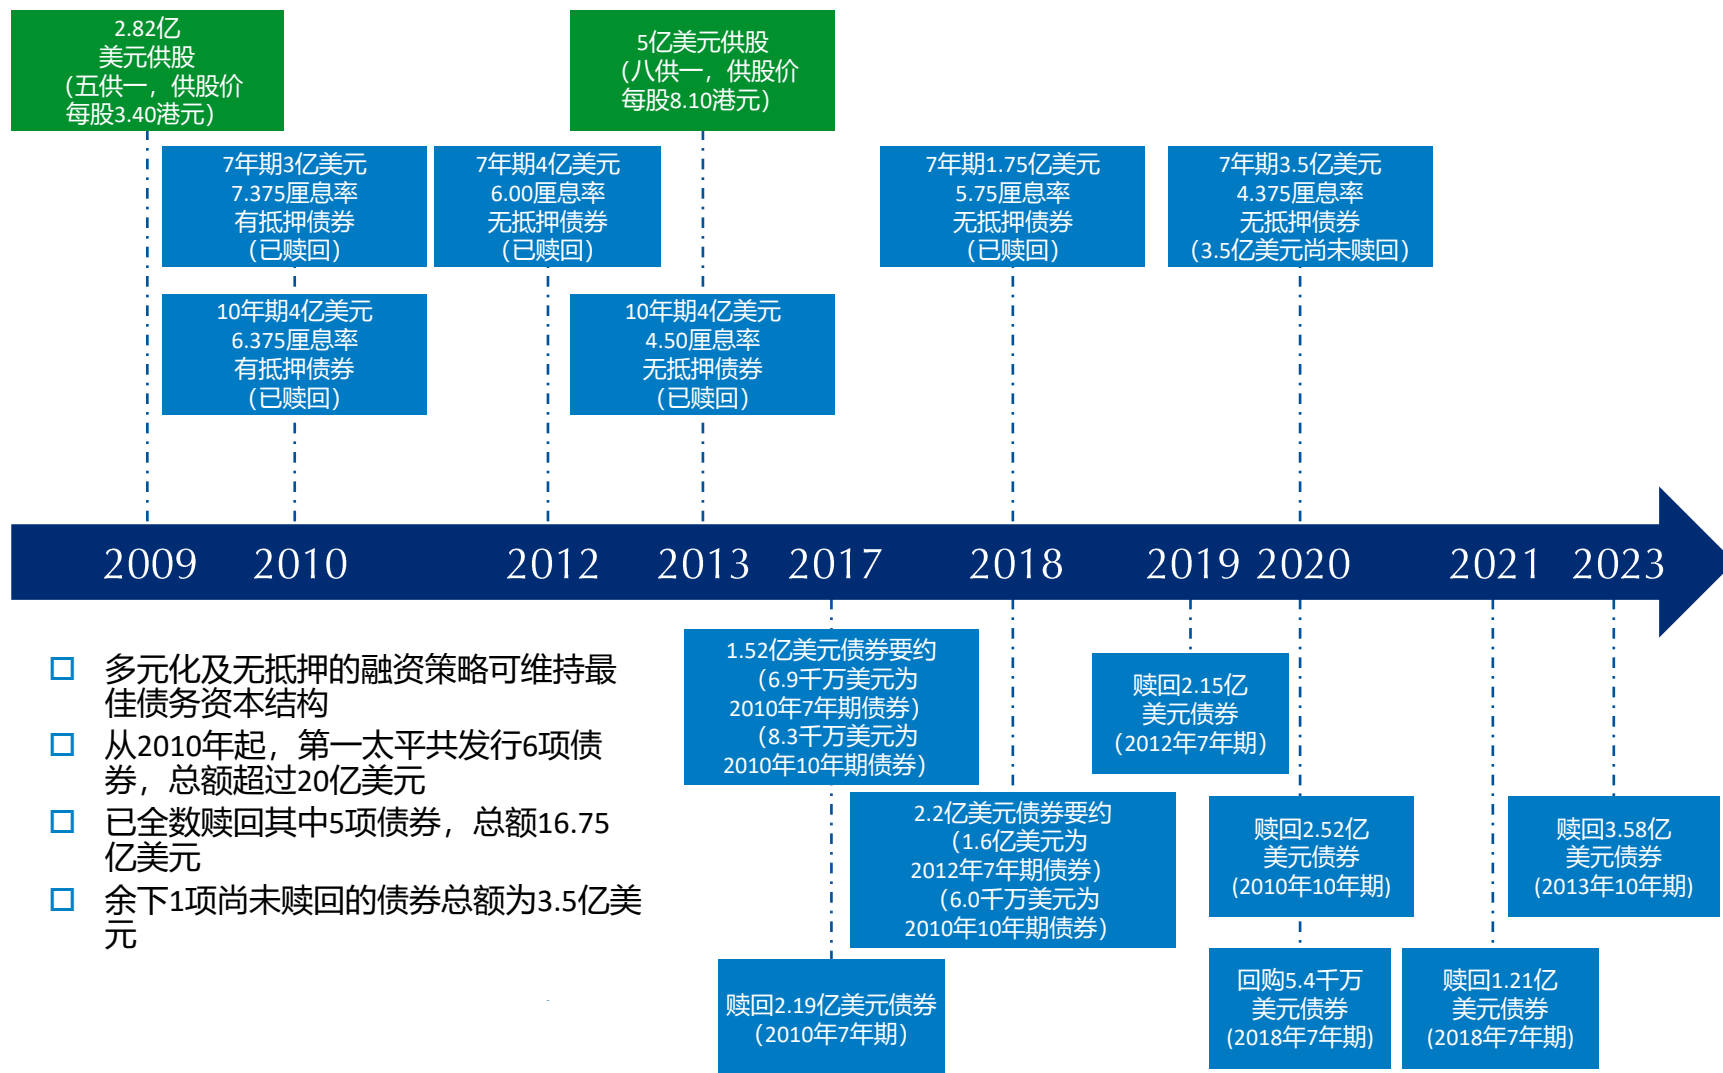 2.82亿
美元供股
（五供一，供股价
每股3.40港元）
5亿美元供股
（八供一，供股价
每股8.10港元）
7年期3亿美元
7.375厘息率
有抵押债券
（已赎回）
7年期4亿美元
6.00厘息率
无抵押债券
（已赎回）
7年期1.75亿美元
5.75厘息率
无抵押债券
（已赎回）
7年期3.5亿美元
4.375厘息率
无抵押债券
（3.5亿美元尚未赎回）
10年期4亿美元
6.375厘息率
有抵押债券
（已赎回）
10年期4亿美元
4.50厘息率
无抵押债券
（已赎回）
2009 2010 2012 2013 2017 2018 2019 2020 2021 2023
多元化及无抵押的融资策略可维持最
佳债务资本结构
从2010年起，第一太平共发行6项债
券，总额超过20亿美元
已全数赎回其中5项债券，总额16.75
亿美元
余下1项尚未赎回的债券总额为3.5亿美
元
1.52亿美元债券要约
（6.9千万美元为
2010年7年期债券）
（8.3千万美元为
2010年10年期债券）
赎回2.19亿美元债券
（2010年7年期）
2.2亿美元债券要约
（1.6亿美元为
2012年7年期债券）
（6.0千万美元为
2010年10年期债券）
赎回2.15亿
美元债券
（2012年7年期）
赎回2.52亿
美元债券
(2010年10年期)
回购5.4千万
美元债券
(2018年7年期)
赎回1.21亿
美元债券
(2018年7年期)
赎回3.58亿
美元债券
(2013年10年期)